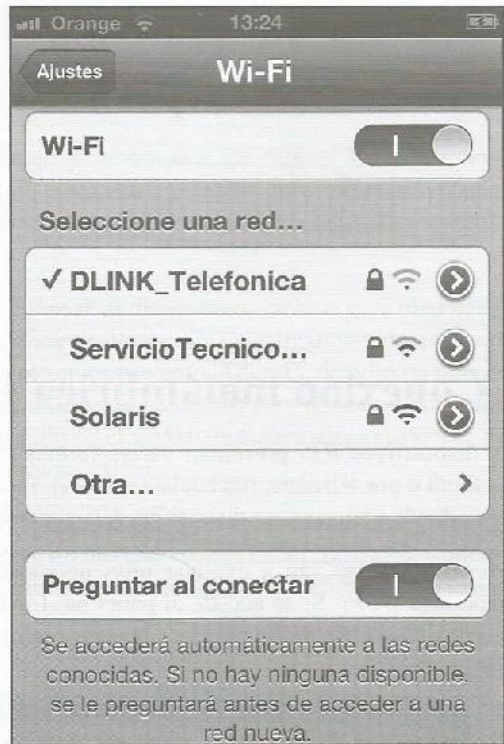 Orange 13:24
Ajustes Wi-Fi
Wi-Fi
Seleccione una red...
✓ DLINK_Telefonica
ServicioTecnico...
Solaris
Otra...
Preguntar al conectar
Se accederá automáticamente a las redes
conocidas. Si no hay ninguna disponible,
se le preguntará antes de acceder a una
red nueva.